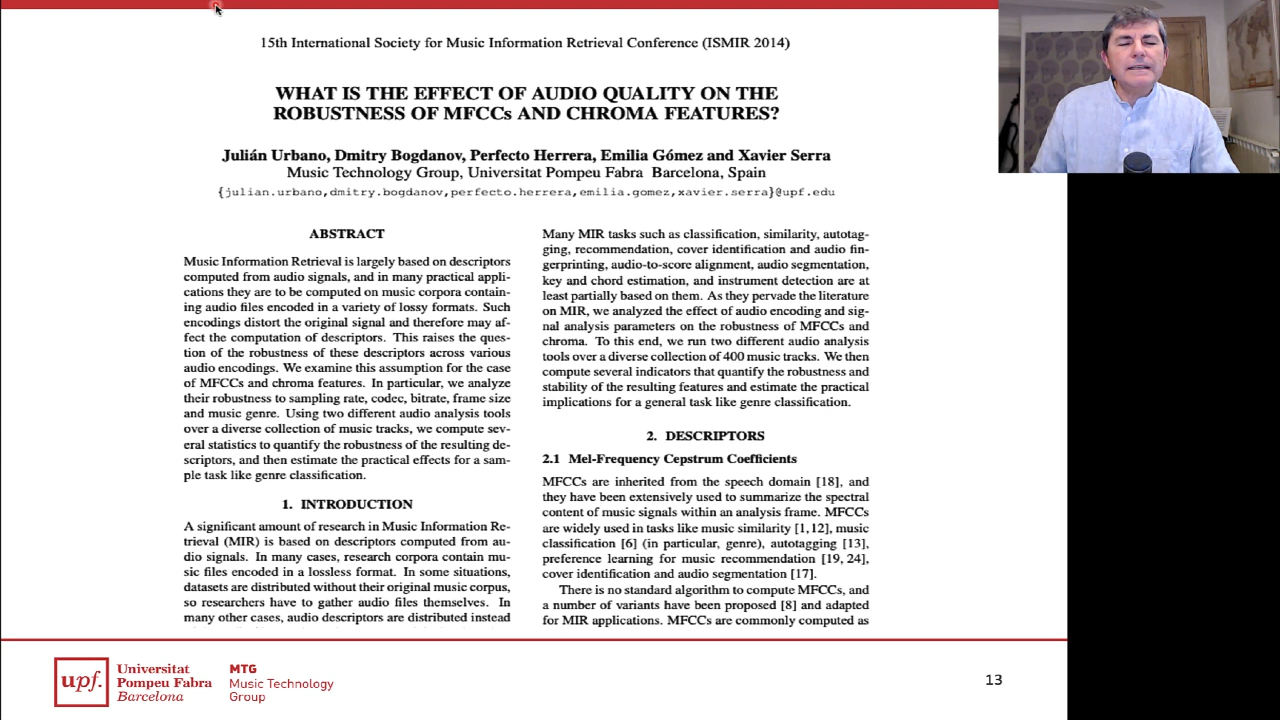 15th International Society for Music Information Retrieval Conference (ISMIR 2014)
WHAT IS THE EFFECT OF AUDIO QUALITY ON THE
ROBUSTNESS OF MFCCs AND CHROMA FEATURES?
Julián Urbano, Dmitry Bogdanov, Perfecto Herrera, Emilia Gómez and Xavier Serra
Music Technology Group, Universitat Pompeu Fabra Barcelona, Spain
{julian.urbano,dmitry.bogdanov,perfecto.herrera,emilia.gomez,xavier.serra}@upf.edu
ABSTRACT
Music Information Retrieval is largely based on descriptors
computed from audio signals, and in many practical appli-
cations they are to be computed on music corpora contain-
ing audio files encoded in a variety of lossy formats. Such
encodings distort the original signal and therefore may af-
fect the computation of descriptors. This raises the ques-
tion of the robustness of these descriptors across various
audio encodings. We examine this assumption for the case
of MFCCs and chroma features. In particular, we analyze
their robustness to sampling rate, codec, bitrate, frame size
and music genre. Using two different audio analysis tools
over a diverse collection of music tracks, we compute sev-
eral statistics to quantify the robustness of the resulting de-
scriptors, and then estimate the practical effects for a sam-
ple task like genre classification.
1. INTRODUCTION
A significant amount of research in Music Information Re-
trieval (MIR) is based on descriptors computed from au-
dio signals. In many cases, research corpora contain mu-
sic files encoded in a lossless format. In some situations,
datasets are distributed without their original music corpus,
so researchers have to gather audio files themselves. In
many other cases, audio descriptors are distributed instead
Many MIR tasks such as classification, similarity, autotag-
ging, recommendation, cover identification and audio fin-
gerprinting, audio-to-score alignment, audio segmentation,
key and chord estimation, and instrument detection are at
least partially based on them. As they pervade the literature
on MIR, we analyzed the effect of audio encoding and sig-
nal analysis parameters on the robustness of MFCCs and
chroma. To this end, we run two different audio analysis
tools over a diverse collection of 400 music tracks. We then
compute several indicators that quantify the robustness and
stability of the resulting features and estimate the practical
implications for a general task like genre classification.
2. DESCRIPTORS
2.1 Mel-Frequency Cepstrum Coefficients
MFCCs are inherited from the speech domain [18], and
they have been extensively used to summarize the spectral
content of music signals within an analysis frame. MFCCs
are widely used in tasks like music similarity [1,12], music
classification [6] (in particular, genre), autotagging [13],
preference learning for music recommendation [19, 24],
cover identification and audio segmentation [17].
There is no standard algorithm to compute MFCCs, and
a number of variants have been proposed [8] and adapted
for MIR applications. MFCCs are commonly computed as
upf.
Universitat
Pompeu Fabra
Barcelona
MTG
Music Technology
Group
13